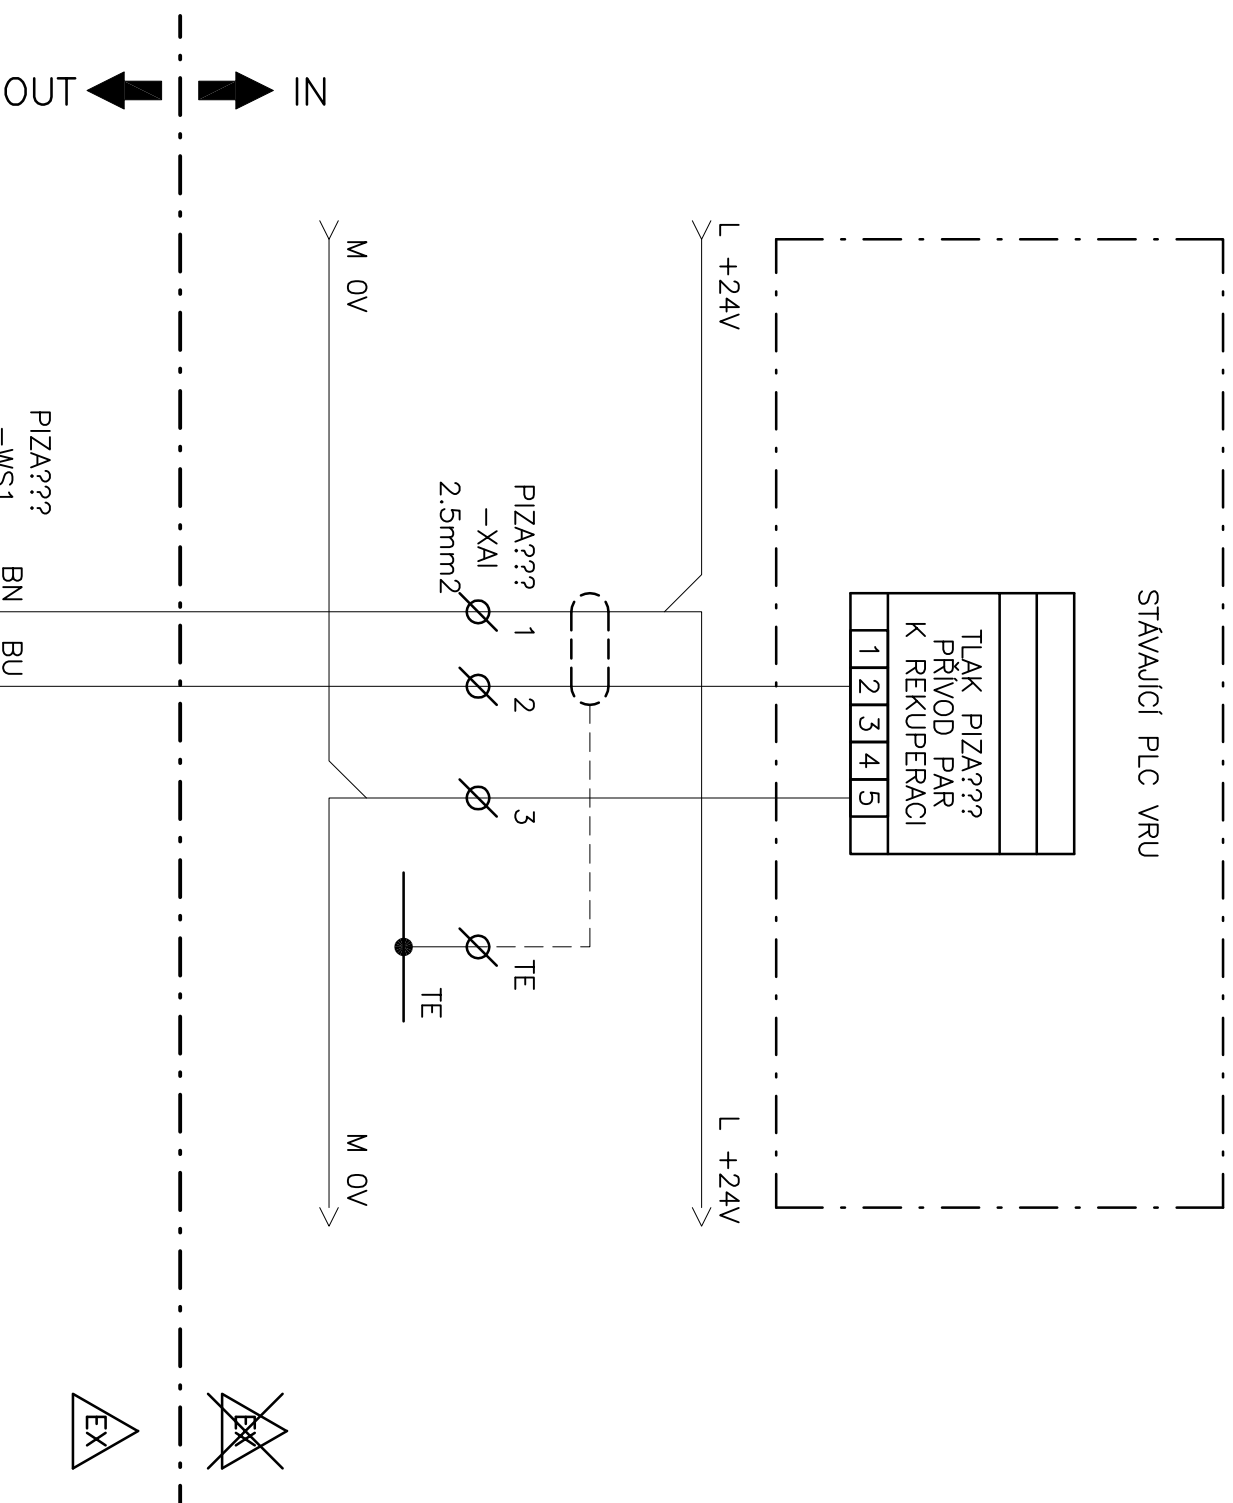 OUT
IN
STÁVAJÍCÍ PLC VRU
TLAK PIZA???
PŘÍVOD PAR
K REKUPERACI
1 2 3 4 5
L +24V
L +24V
M 0V
M 0V
PIZA???
-XAI
2.5mm2
1
2
3
TE
TE
PIZA???
-WS1
BN
BU
EX
EX